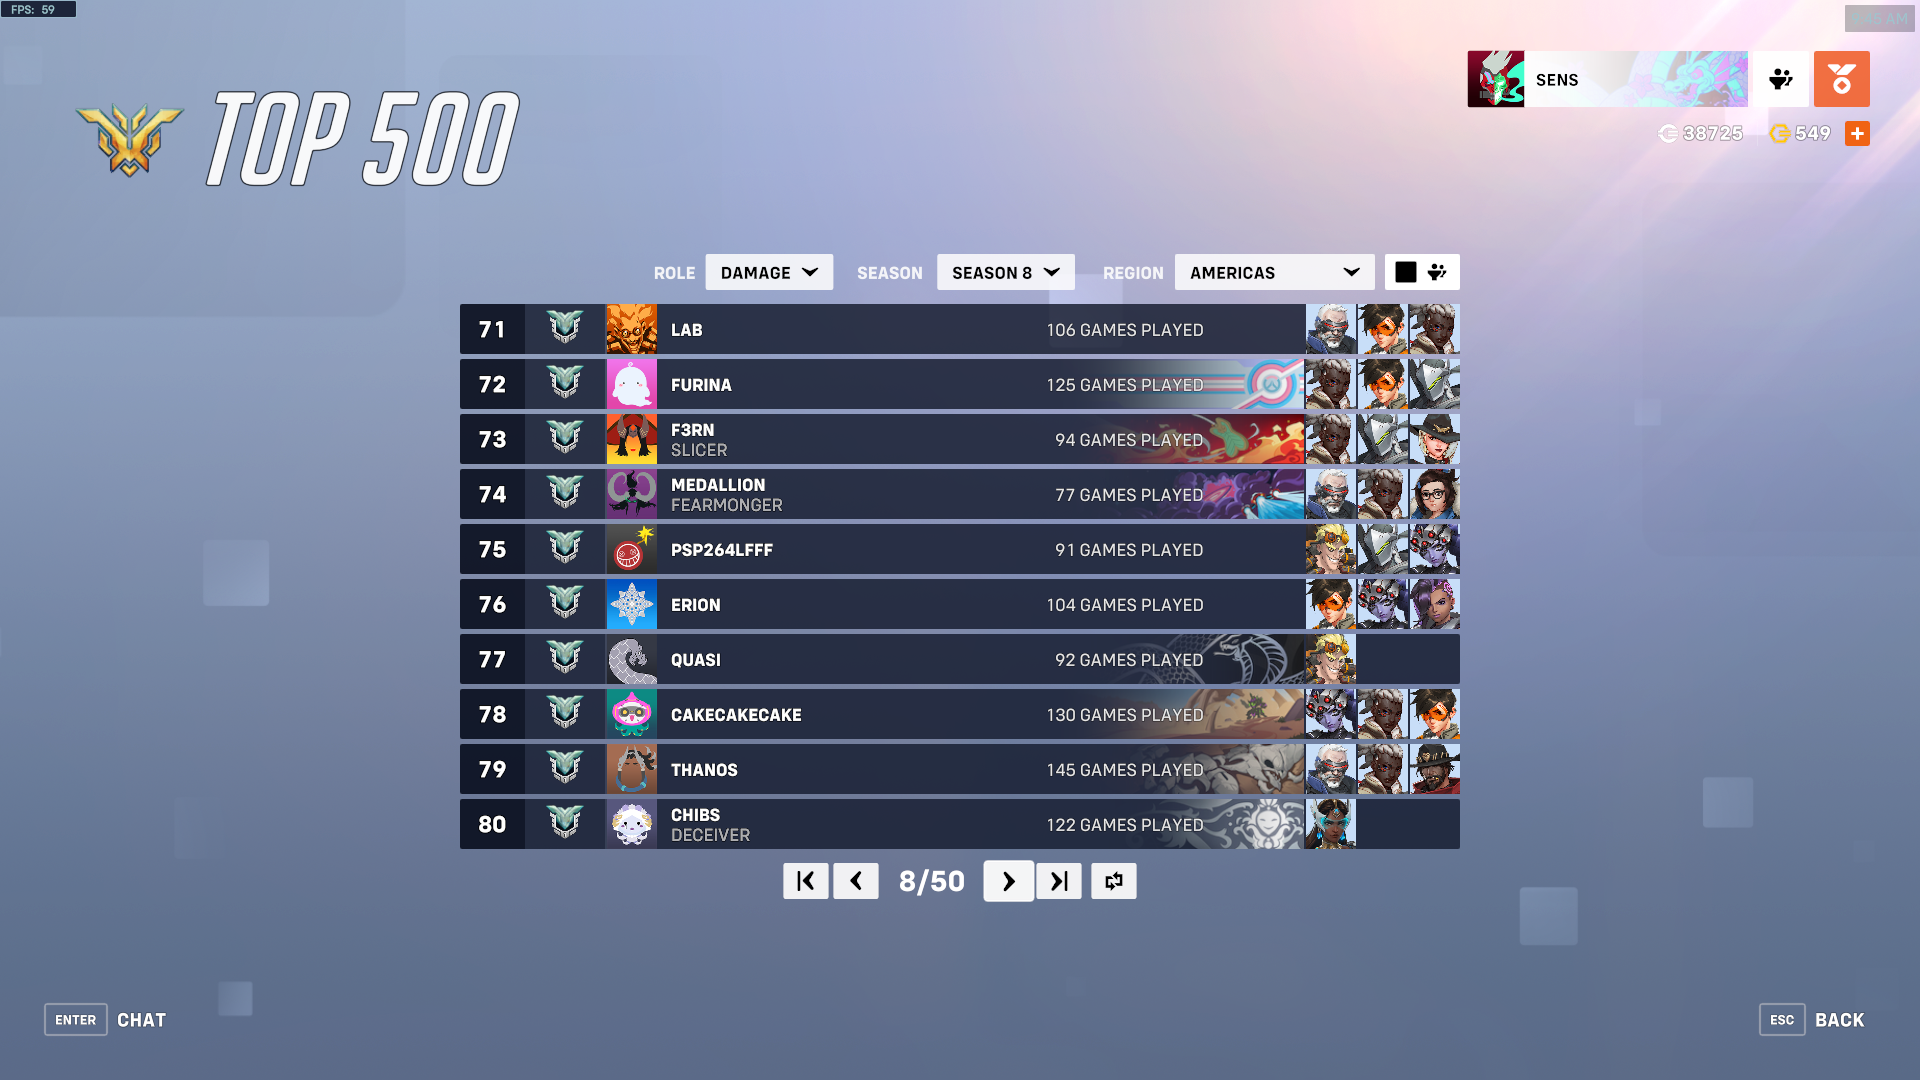 FPS: 59
TOP 500
SENS
38725
549
ROLE
DAMAGE
SEASON
SEASON 8
REGION
AMERICAS
71 LAB 106 GAMES PLAYED
72 FURINA 125 GAMES PLAYED
73 F3RN 94 GAMES PLAYED
SLICER
74 MEDALLION 77 GAMES PLAYED
FEARMONGER
75 PSP264LFFF 91 GAMES PLAYED
76 ERION 104 GAMES PLAYED
77 QUASI 92 GAMES PLAYED
78 CAKECAKECAKE 130 GAMES PLAYED
79 THANOS 145 GAMES PLAYED
80 CHIBS 122 GAMES PLAYED
DECEIVER
8/50
ENTER CHAT
ESC BACK